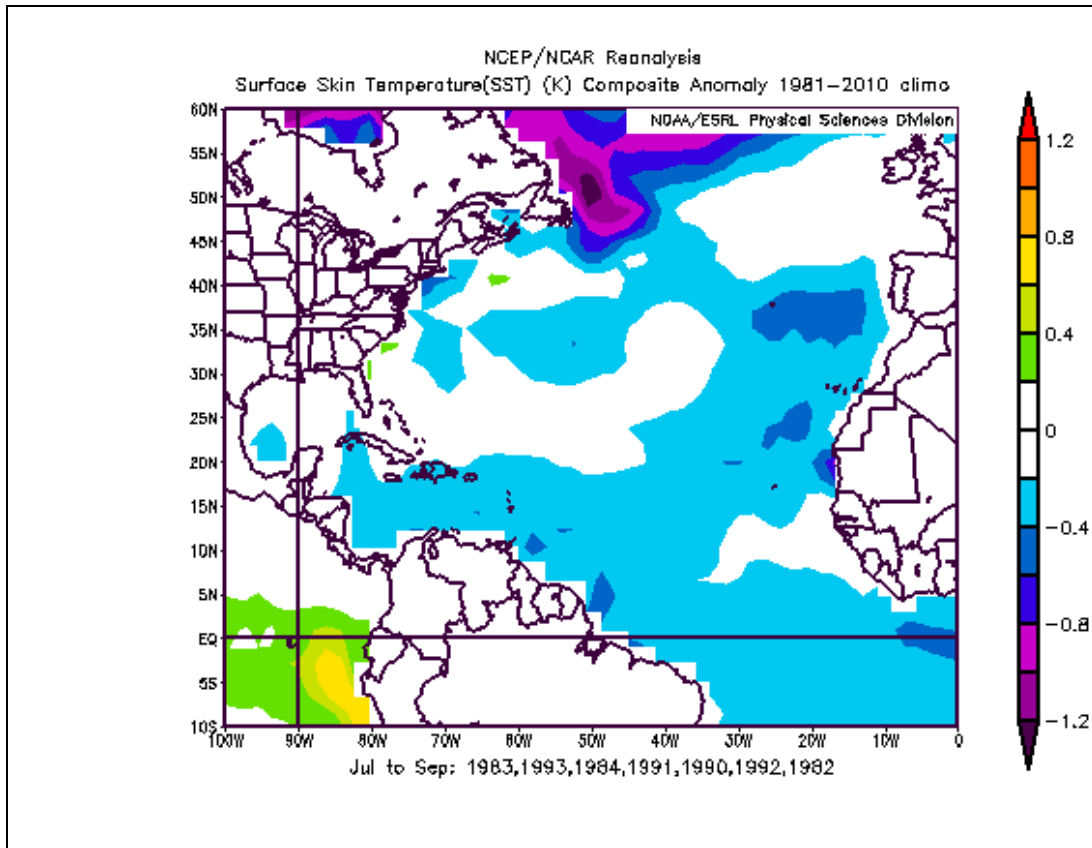 NCEP/NCAR Reanalysis
Surface Skin Temperature(SST) (K) Composite Anomaly 1981-2010 climo
NOAA/ESRL Physical Sciences Division
60N
55N
50N
45N
40N
35N
30N
25N
20N
15N
10N
5N
EQ
5S
10S
100W 90W 80W 70W 60W 50W 40W 30W 20W 10W 0
1.2
0.8
0.4
0
-0.4
-0.8
-1.2
Jul to Sep: 1983,1993,1984,1991,1990,1992,1982